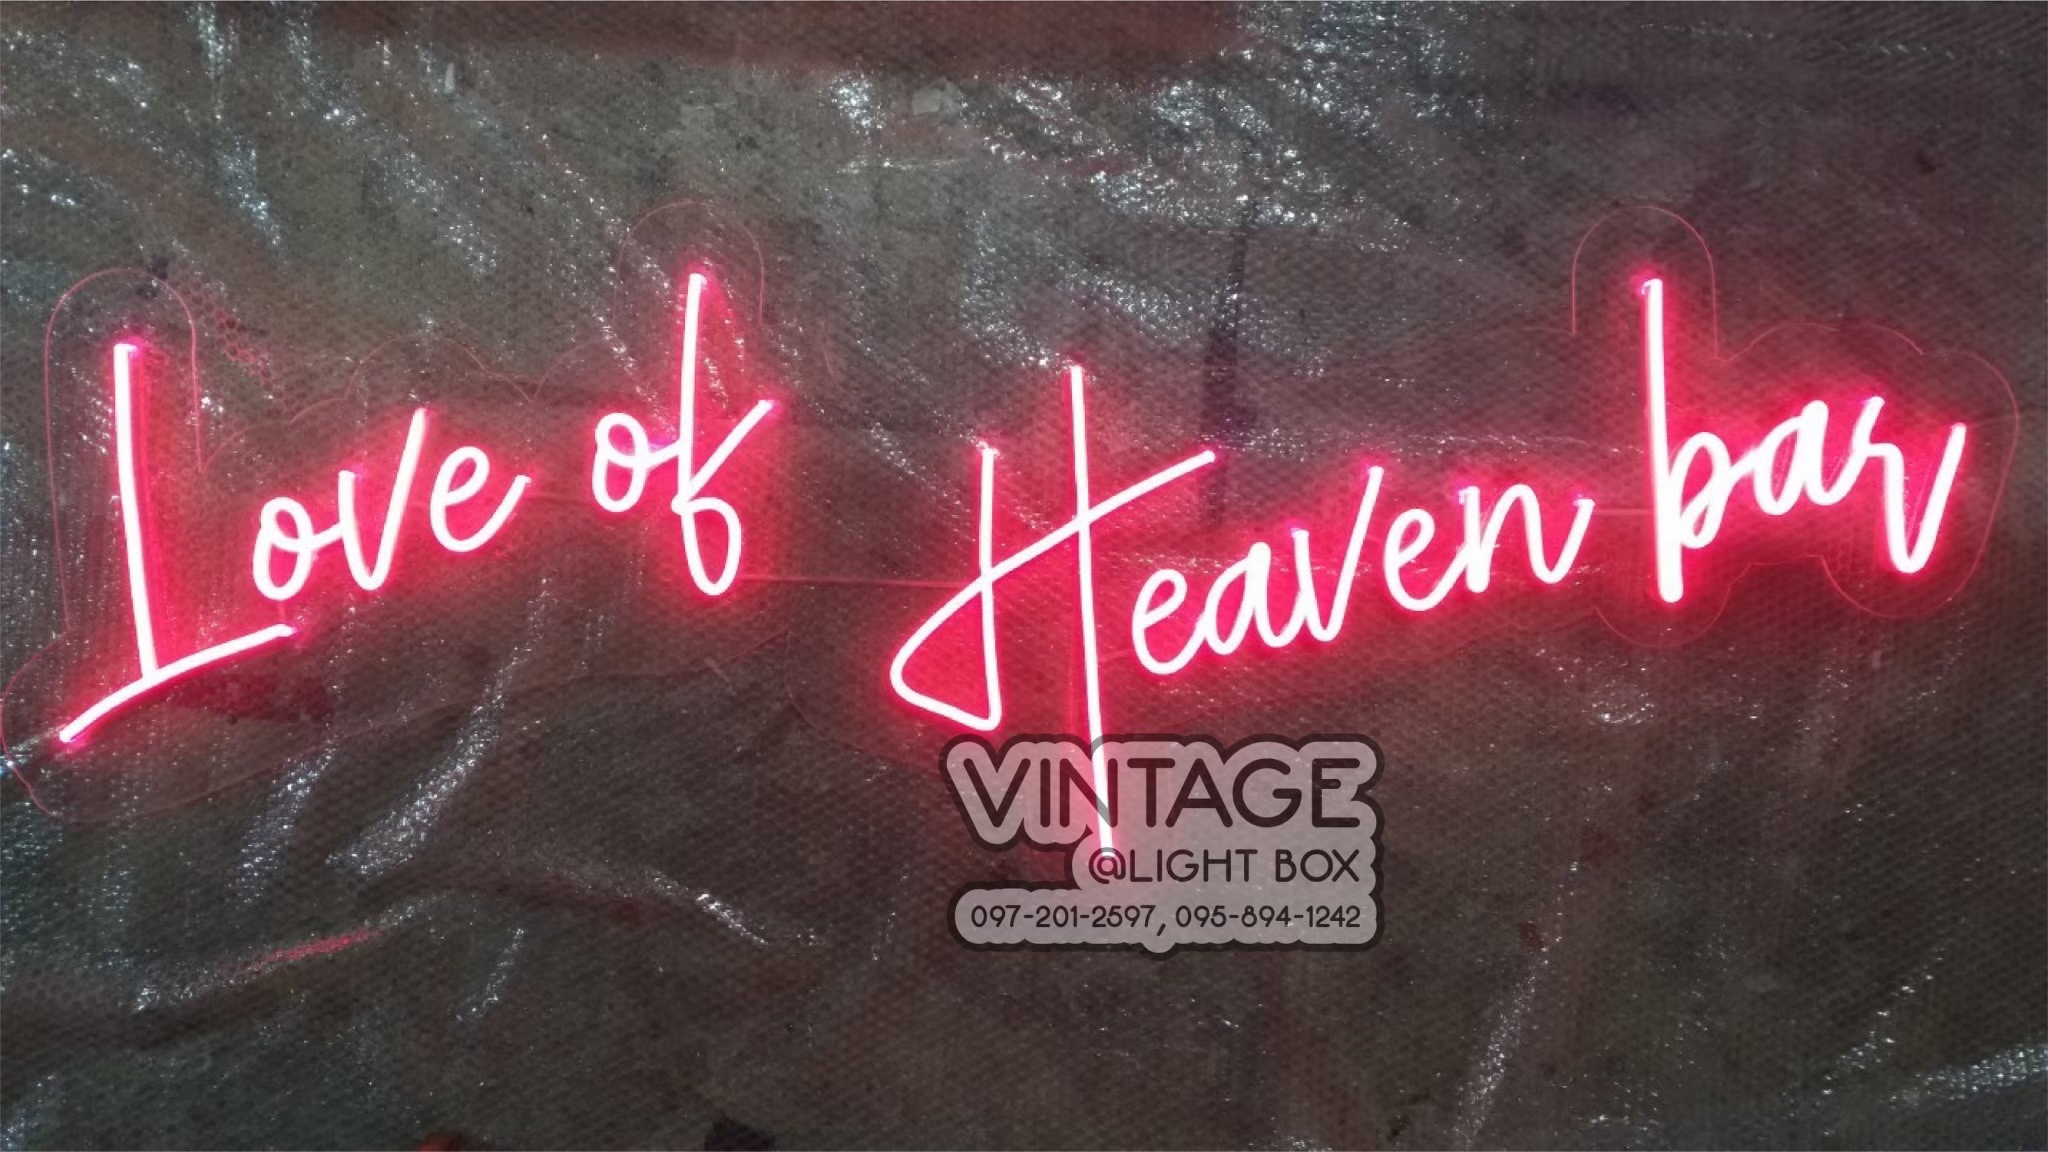 Love of Heaven bar
VINTAGE
@LIGHT BOX
097-201-2597, 095-894-1242